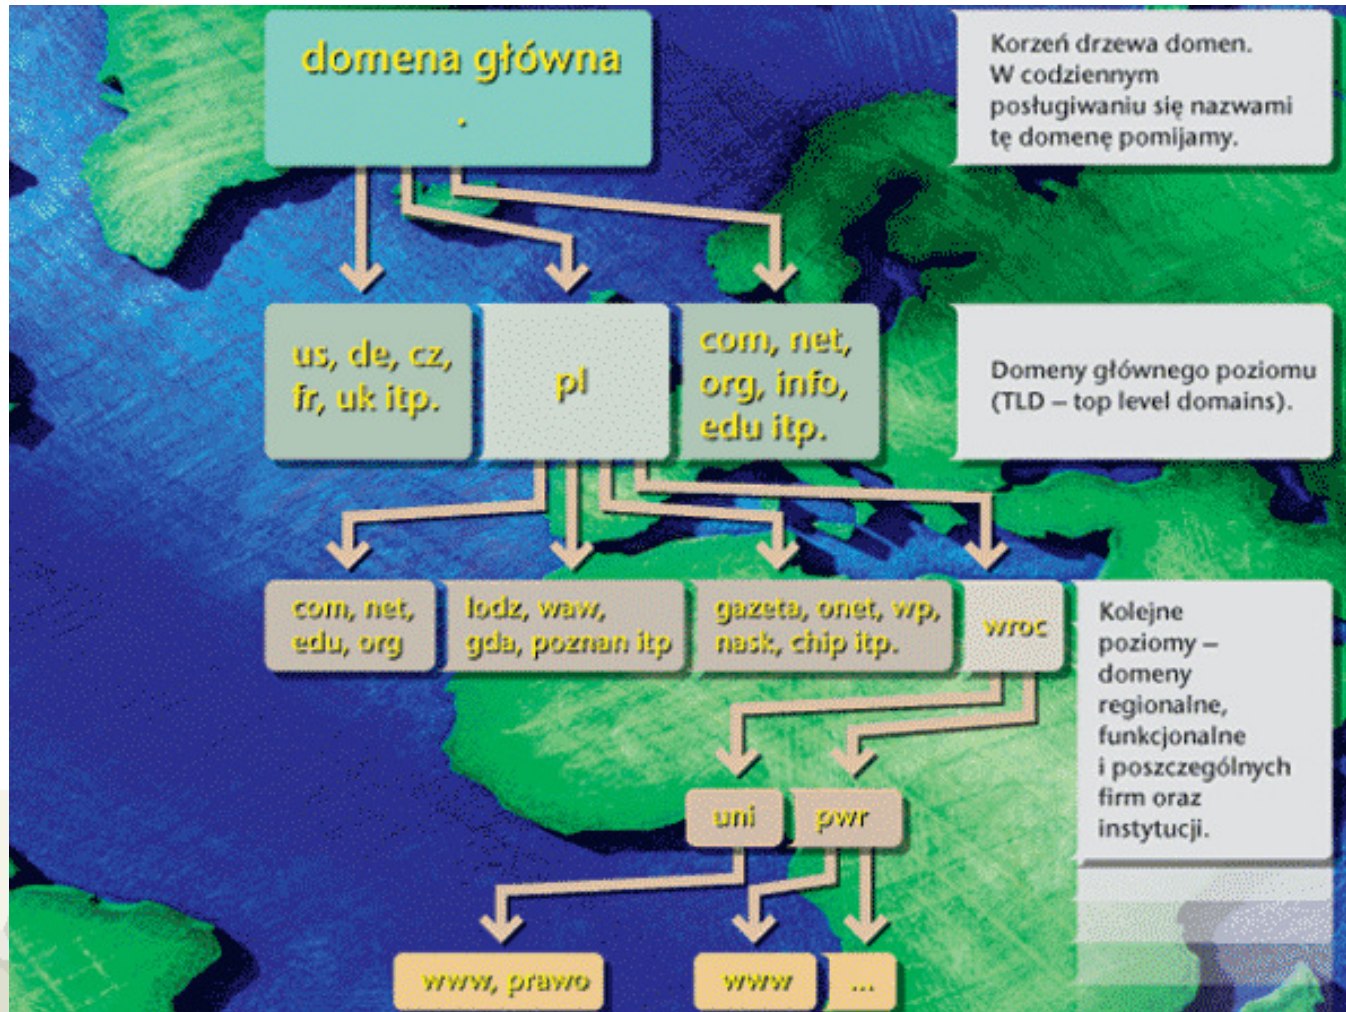 domena główna
.
Korzeń drzewa domen.
W codziennym
posługiwaniu się nazwami
tę domenę pomijamy.
us, de, cz,
fr, uk itp.
pl
com, net,
org, info,
edu itp.
Domeny głównego poziomu
(TLD – top level domains).
com, net,
edu, org
lodz, waw,
gda, poznan itp
gazeta, onet, wp,
nask, chip itp.
wroc
Kolejne
poziomy –
domeny
regionalne,
funkcjonalne
i poszczególnych
firm oraz
instytucji.
uni
pwr
www, prawo
www
...